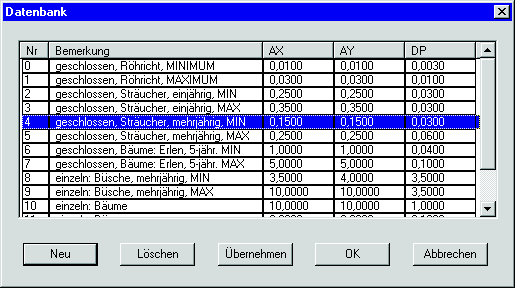 Datenbank
Nr Bemerkung AX AY DP
0 geschlossen, Röhricht, MINIMUM 0,0100 0,0100 0,0030
1 geschlossen, Röhricht, MAXIMUM 0,0300 0,0300 0,0100
2 geschlossen, Sträucher, einjährig, MIN 0,2500 0,2500 0,0300
3 geschlossen, Sträucher, einjährig, MAX 0,3500 0,3500 0,0300
4 geschlossen, Sträucher, mehrjährig, MIN 0,1500 0,1500 0,0300
5 geschlossen, Sträucher, mehrjährig, MAX 0,2500 0,2500 0,0600
6 geschlossen, Bäume: Erlen, 5-jähr. MIN 1,0000 1,0000 0,0400
7 geschlossen, Bäume: Erlen, 5-jähr. MAX 5,0000 5,0000 0,1000
8 einzeln: Büsche, mehrjährig, MIN 3,5000 4,0000 3,5000
9 einzeln: Büsche, mehrjährig, MAX 10,0000 10,0000 3,5000
10 einzeln: Bäume 10,0000 10,0000 1,0000
Neu Löschen Übernehmen OK Abbrechen